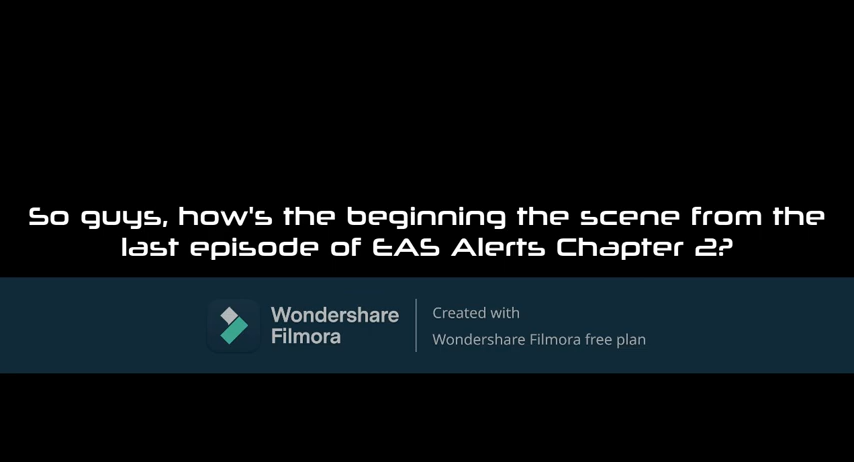 So guys, how's the beginning the scene from the
last episode of EAS Alerts Chapter 2?
Wondershare
Filmora
Created with
Wondershare Filmora free plan